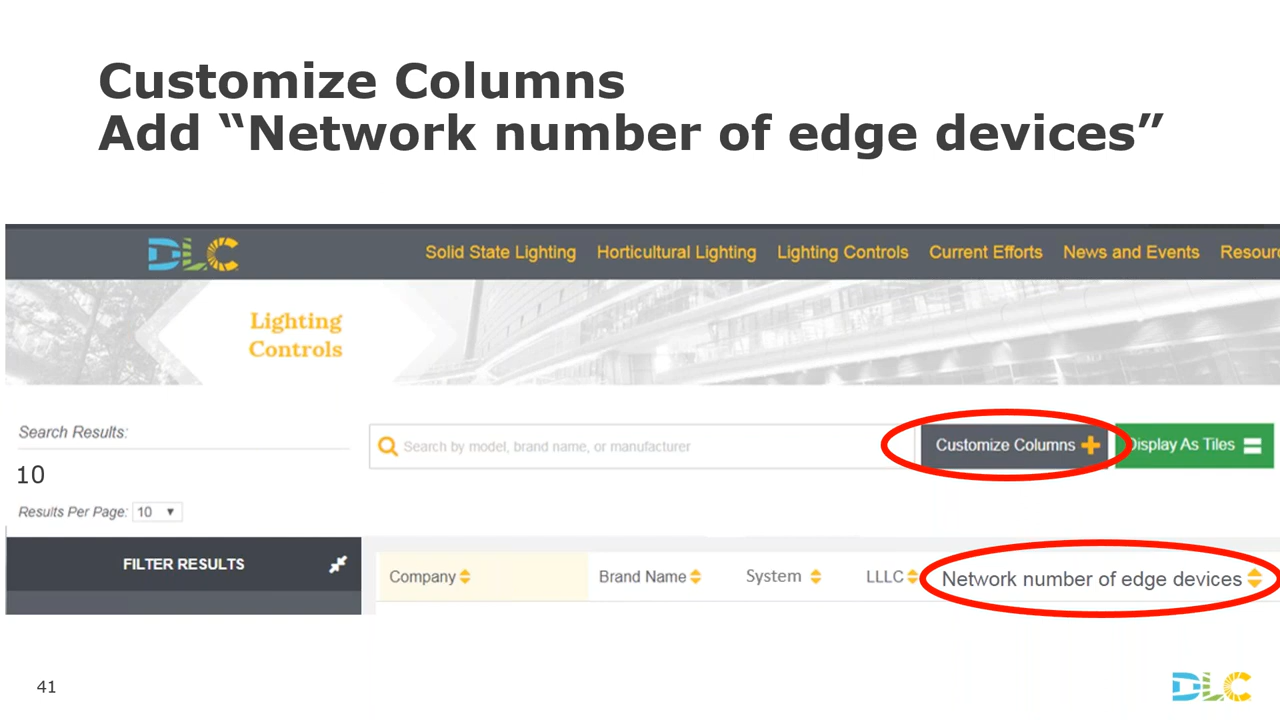 Customize Columns
Add “Network number of edge devices”
DLC
Solid State Lighting Horticultural Lighting Lighting Controls Current Efforts News and Events Resour
Lighting
Controls
Search Results:
10
Results Per Page: 10
Search by model, brand name, or manufacturer
Customize Columns
Display As Tiles
FILTER RESULTS
Company Brand Name System LLLC Network number of edge devices
41
DLC